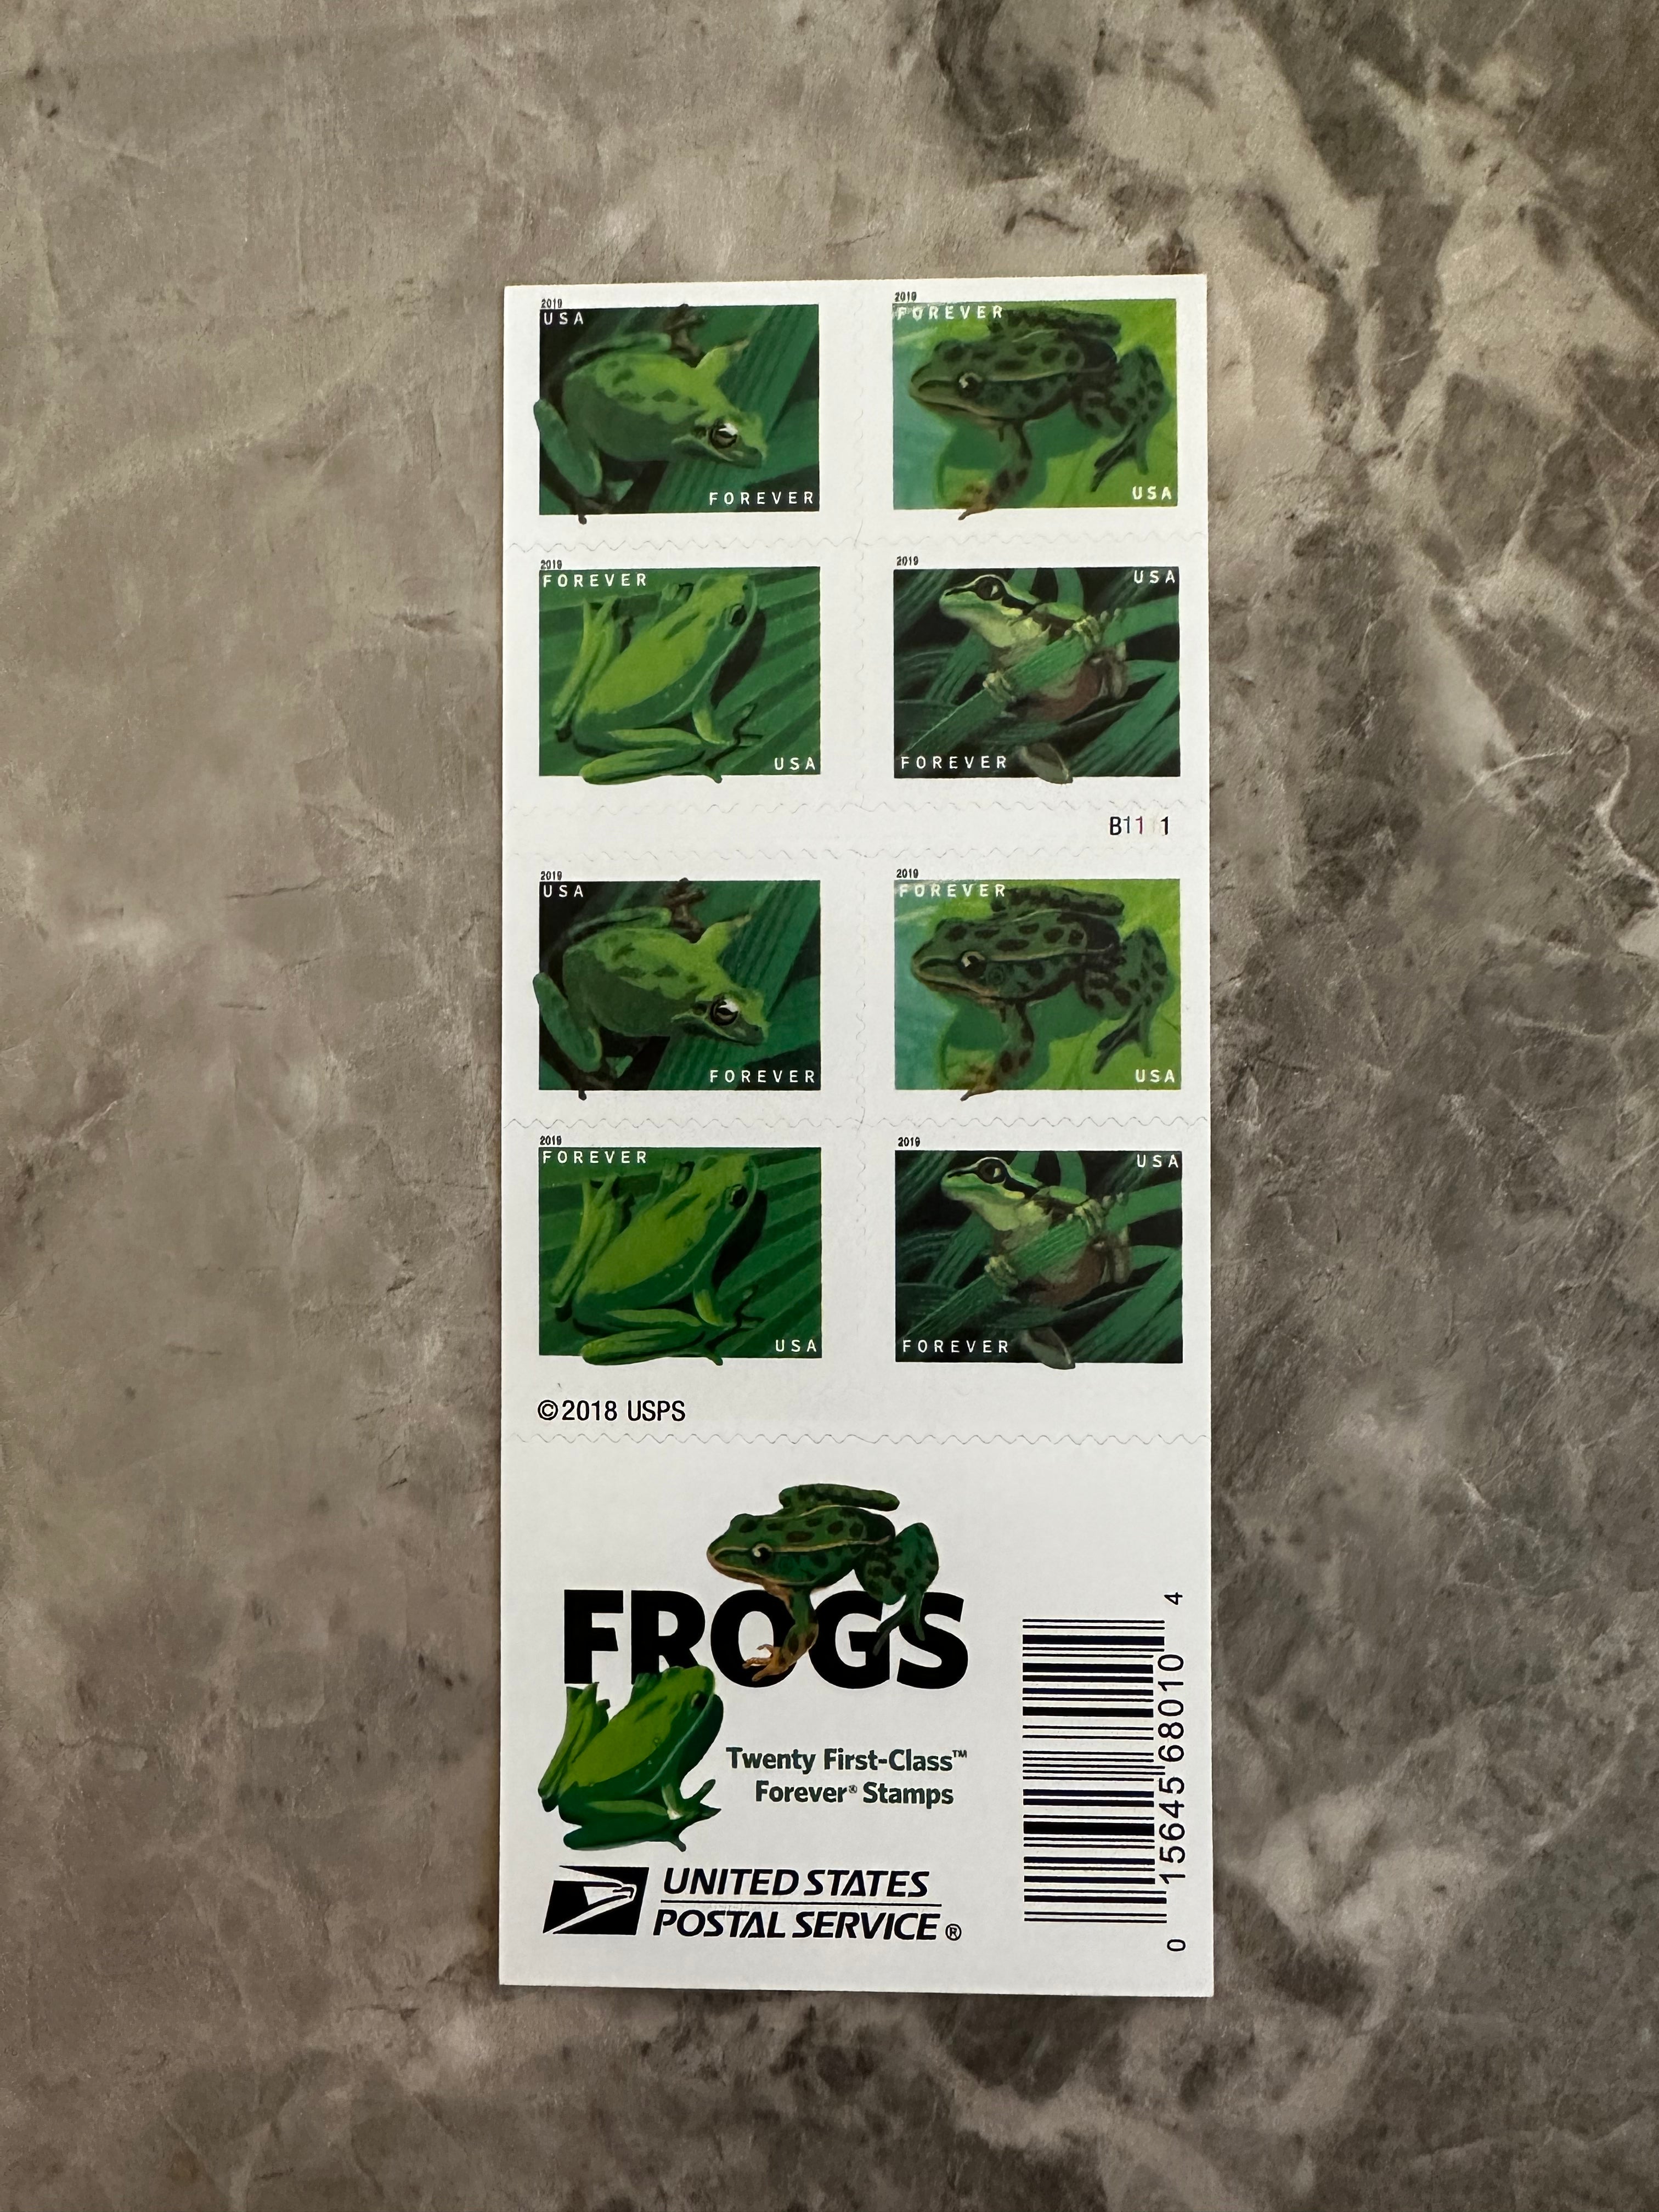 2019
USA
FOREVER
2019
FOREVER
USA
2019
FOREVER
USA
2019
USA
FOREVER
B1111
2019
USA
FOREVER
2019
FOREVER
USA
2019
FOREVER
USA
2019
USA
FOREVER
©2018 USPS
FROGS
Twenty First-Class™
Forever® Stamps
UNITED STATES
POSTAL SERVICE®
0 15645 68010 4